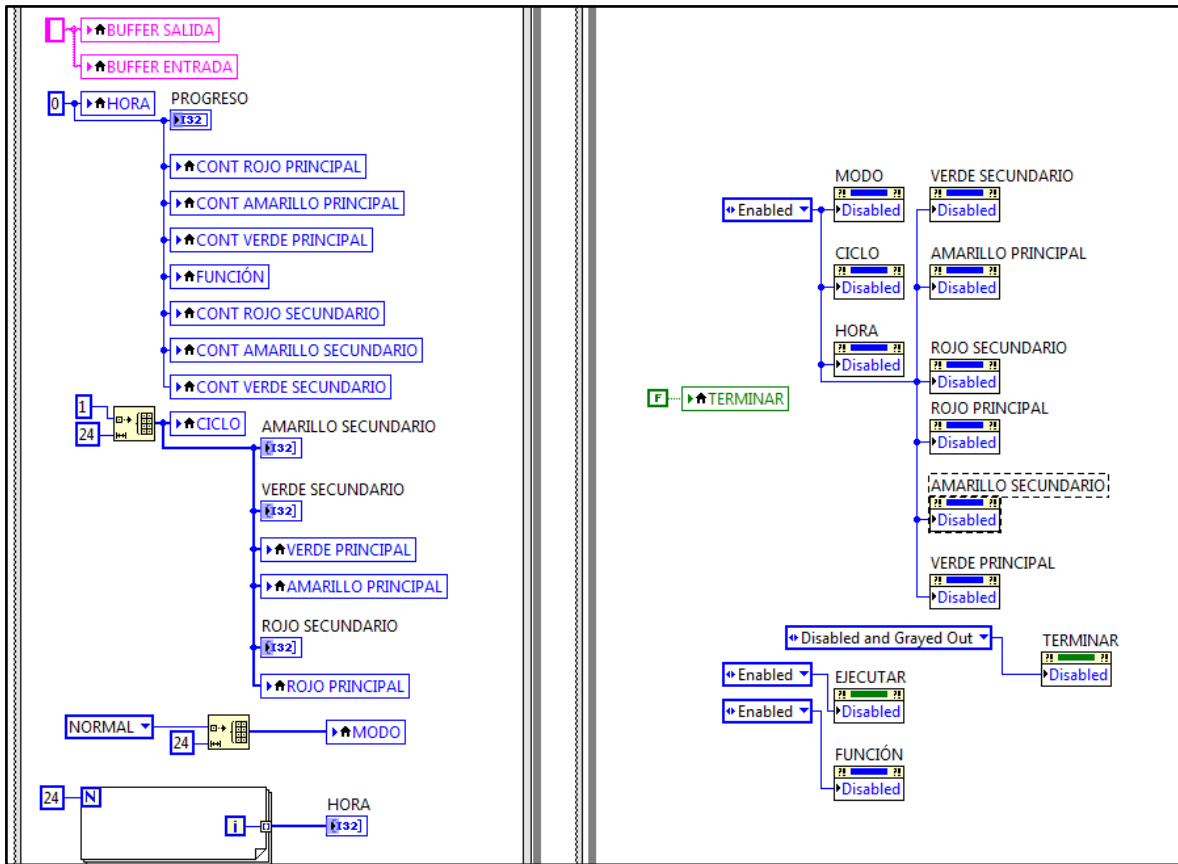 BUFFER SALIDA
BUFFER ENTRADA
0
HORA
PROGRESO
I32
CONT ROJO PRINCIPAL
CONT AMARILLO PRINCIPAL
CONT VERDE PRINCIPAL
FUNCIÓN
CONT ROJO SECUNDARIO
CONT AMARILLO SECUNDARIO
CONT VERDE SECUNDARIO
1
24
CICLO
AMARILLO SECUNDARIO
I32
VERDE SECUNDARIO
I32
VERDE PRINCIPAL
AMARILLO PRINCIPAL
ROJO SECUNDARIO
I32
ROJO PRINCIPAL
NORMAL
24
MODO
24
N
i
HORA
I32
MODO
?! ?!
Enabled
Disabled
VERDE SECUNDARIO
?! ?!
Disabled
CICLO
?! ?!
Disabled
AMARILLO PRINCIPAL
?! ?!
Disabled
HORA
?! ?!
Disabled
ROJO SECUNDARIO
?! ?!
Disabled
F
TERMINAR
ROJO PRINCIPAL
?! ?!
Disabled
AMARILLO SECUNDARIO
?! ?!
Disabled
VERDE PRINCIPAL
?! ?!
Disabled
Disabled and Grayed Out
TERMINAR
?! ?!
Disabled
Enabled
EJECUTAR
?! ?!
Disabled
Enabled
FUNCIÓN
?! ?!
Disabled